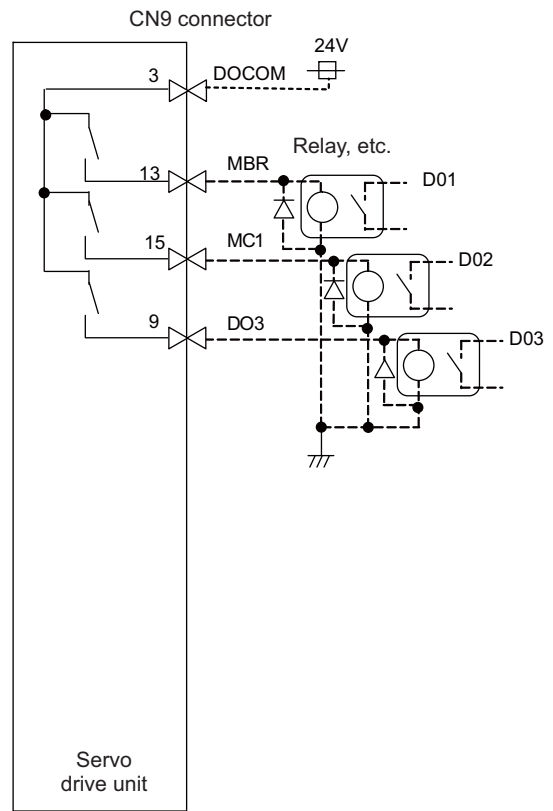 CN9 connector
24V
3
DOCOM
Relay, etc.
13
MBR
D01
15
MC1
D02
9
DO3
D03
Servo
drive unit